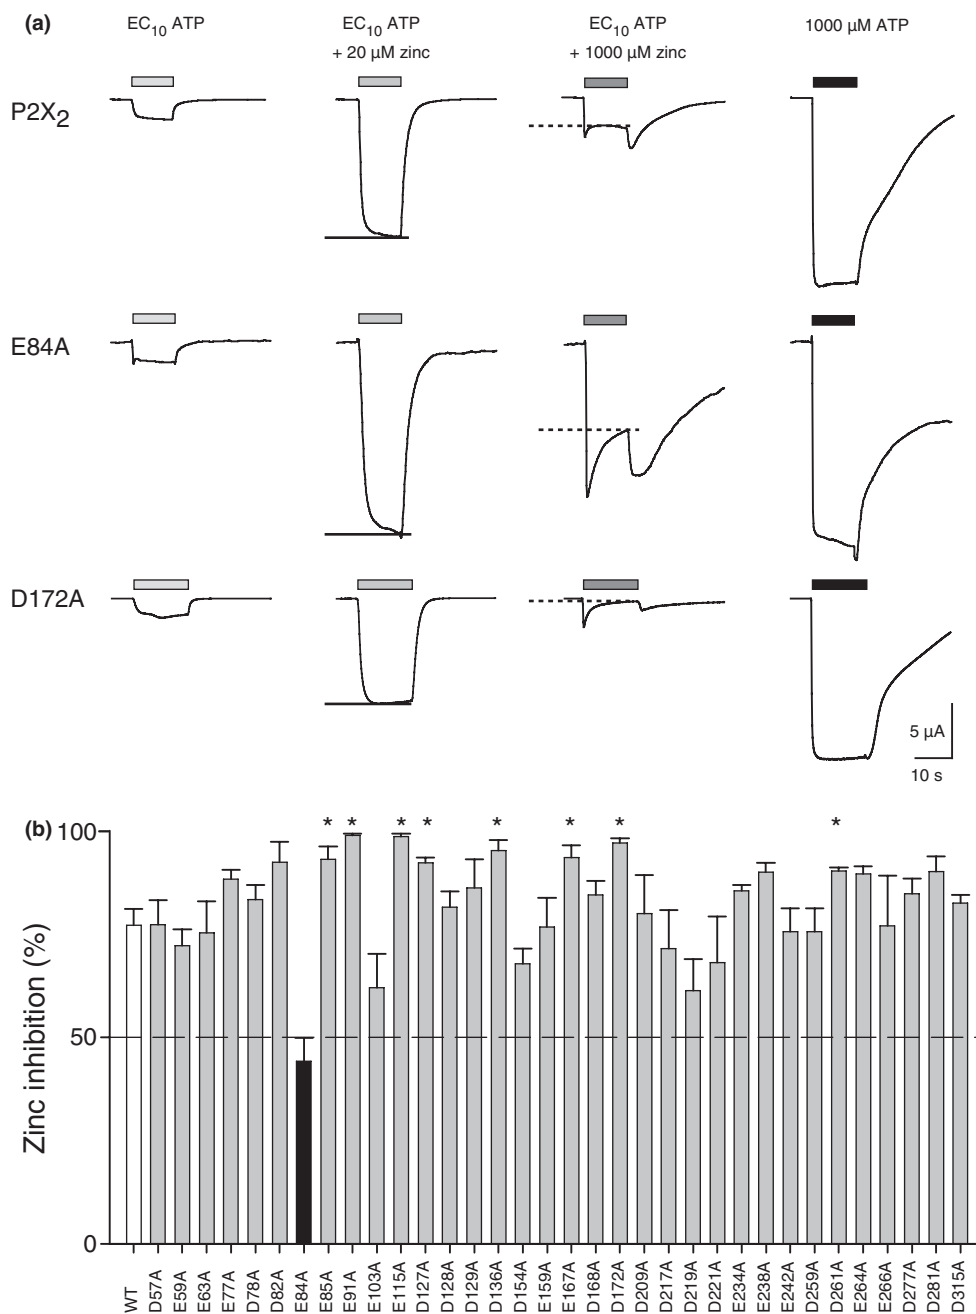 (a) EC10 ATP EC10 ATP EC10 ATP 1000 µM ATP
+ 20 µM zinc + 1000 µM zinc
P2X2
E84A
D172A
5 µA
10 s
(b)
Zinc inhibition (%)
100
50
0
* * * * * * * *
WT D57A E59A E63A E77A D78A D82A E84A E85A E91A E103A E115A D127A D128A D129A D136A D154A E159A E167A D168A D172A D209A D217A D219A D221A E234A E238A E242A D259A D261A E264A E266A D277A D281A D315A